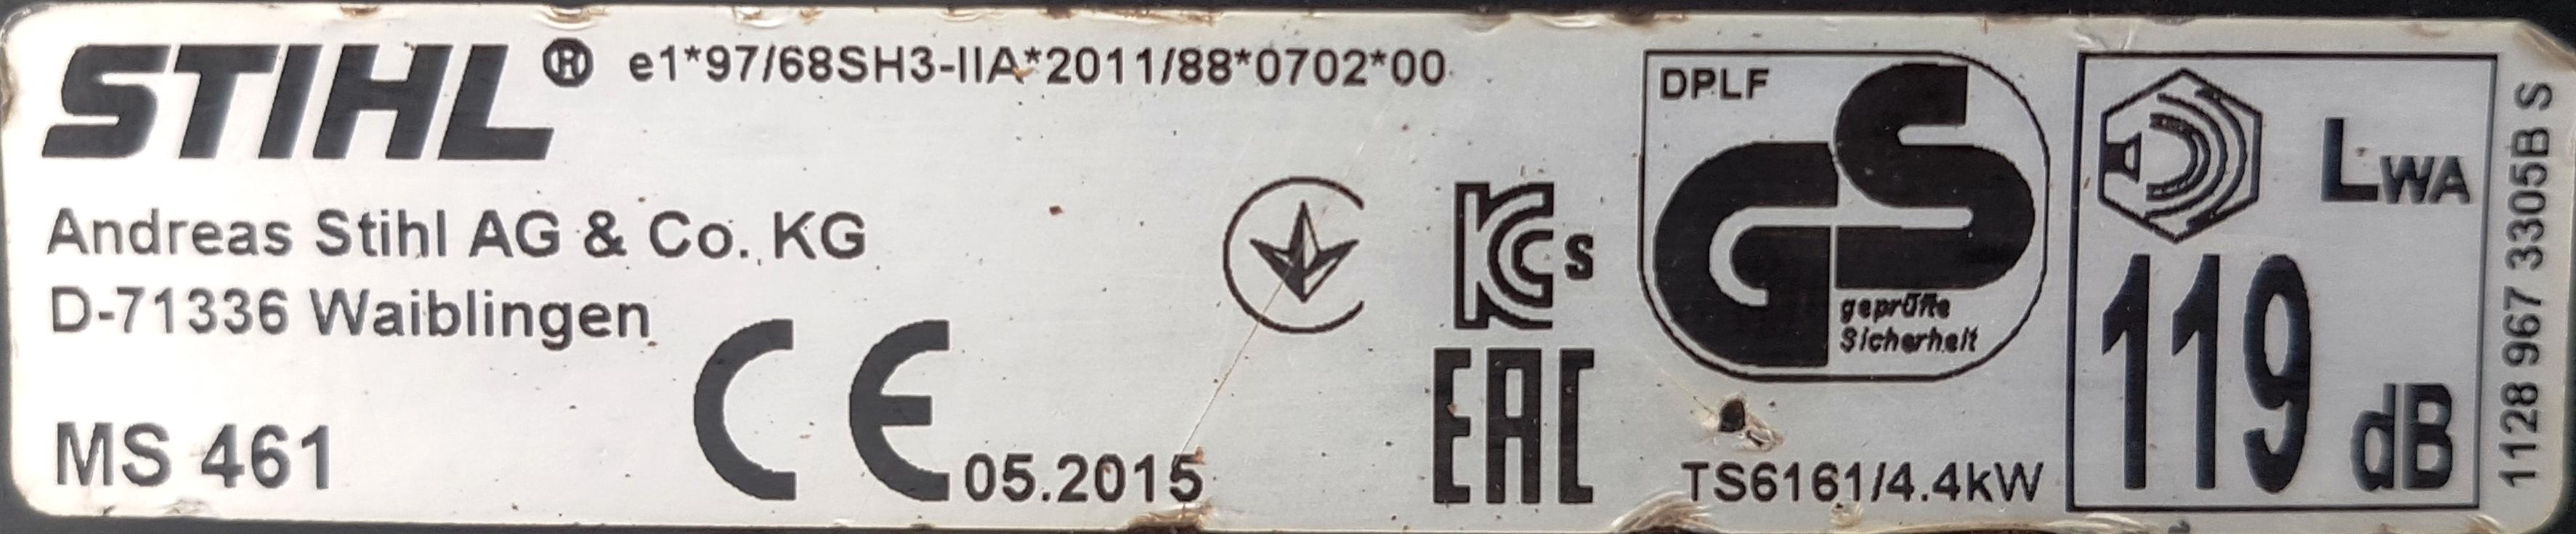 STIHL® e1*97/68SH3-IIA*2011/88*0702*00
Andreas Stihl AG & Co. KG
D-71336 Waiblingen
MS 461
CE 05.2015
KCs
EAC
DPLF
GS
geprüfte
Sicherheit
TS6161/4.4kW
LWA
119 dB
1128 967 3305B S